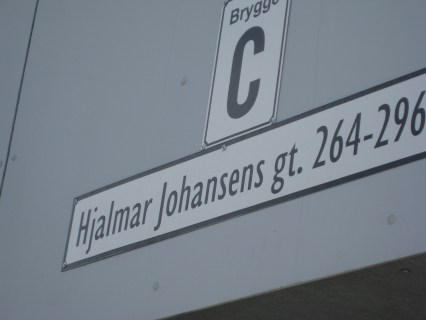 Brygge
C
Hjalmar Johansens gt. 264-296